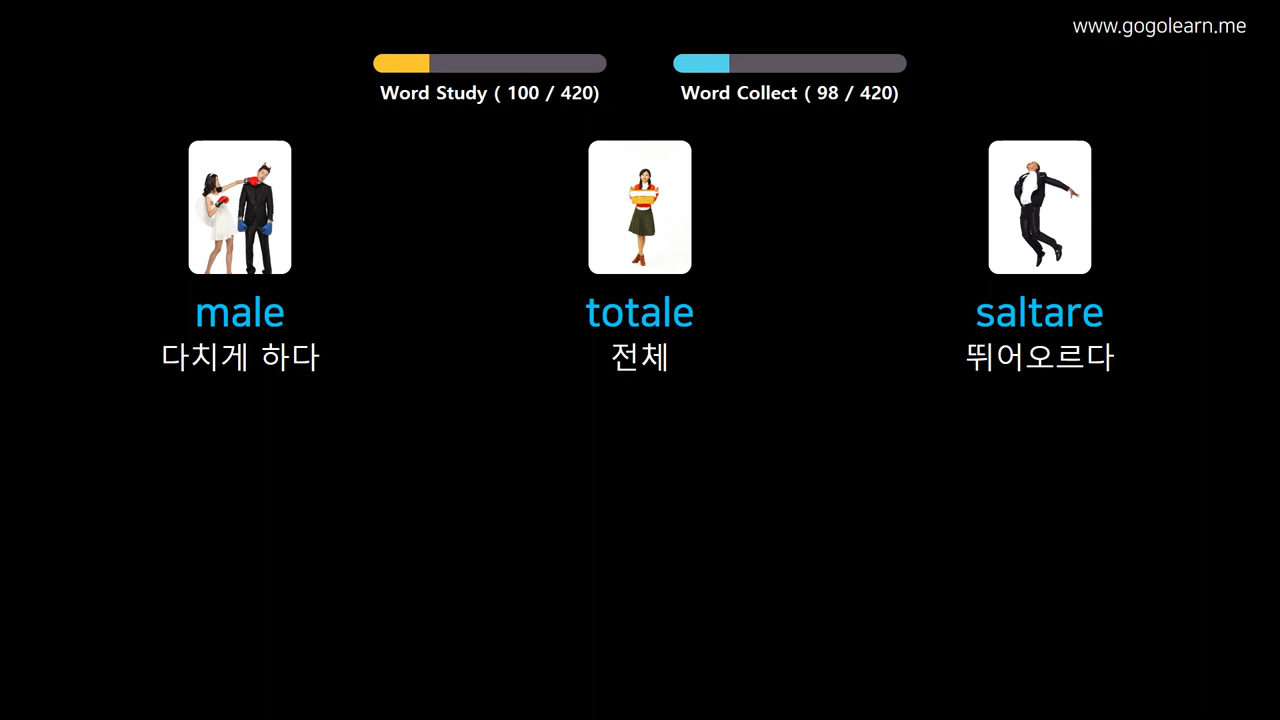 www.gogolearn.me
Word Study ( 100 / 420)
Word Collect ( 98 / 420)
male
totale
saltare
다치게 하다
전체
뛰어오르다